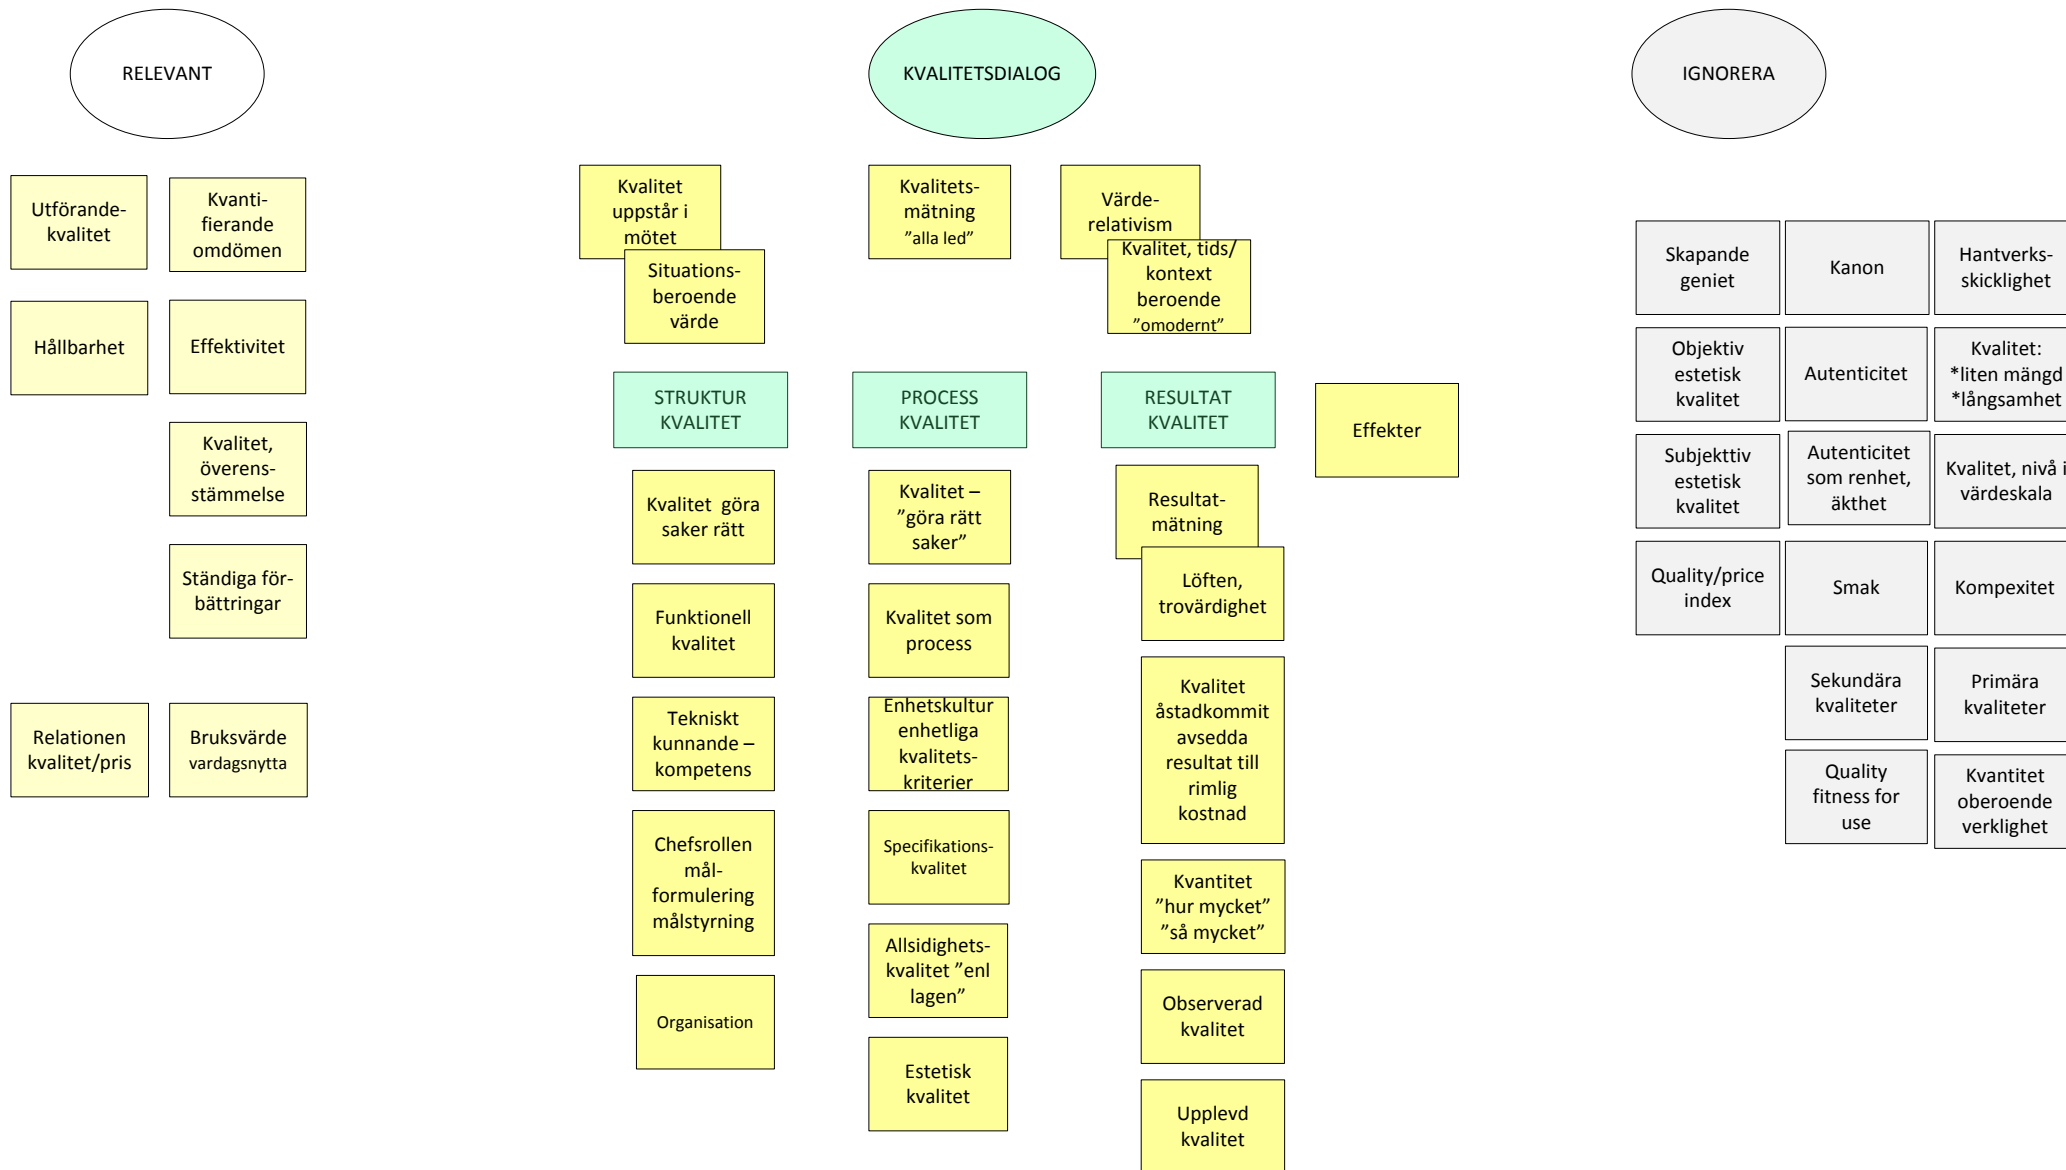 RELEVANT
KVALITETSDIALOG
IGNORERA
Utförande-
kvalitet
Kvanti-
fierande
omdömen
Hållbarhet
Effektivitet
Kvalitet,
överens-
stämmelse
Ständiga för-
bättringar
Relationen
kvalitet/pris
Bruksvärde
vardagsnytta
Kvalitet
uppstår i
mötet
Situations-
beroende
värde
Kvalitets-
mätning
”alla led”
Värde-
relativism
Kvalitet, tids/
kontext
beroende
”omodernt”
STRUKTUR
KVALITET
Kvalitet göra
saker rätt
Funktionell
kvalitet
Tekniskt
kunnande –
kompetens
Chefsrollen
mål-
formulering
målstyrning
Organisation
PROCESS
KVALITET
Kvalitet –
”göra rätt
saker”
Kvalitet som
process
Enhetskultur
enhetliga
kvalitets-
kriterier
Specifikations-
kvalitet
Allsidighets-
kvalitet ”enl
lagen”
Estetisk
kvalitet
RESULTAT
KVALITET
Resultat-
mätning
Löften,
trovärdighet
Kvalitet
åstadkommit
avsedda
resultat till
rimlig
kostnad
Kvantitet
”hur mycket”
”så mycket”
Observerad
kvalitet
Upplevd
kvalitet
Effekter
Skapande
geniet
Kanon
Hantverks-
skicklighet
Objektiv
estetisk
kvalitet
Autenticitet
Kvalitet:
*liten mängd
*långsamhet
Subjekttiv
estetisk
kvalitet
Autenticitet
som renhet,
äkthet
Kvalitet, nivå i
värdeskala
Quality/price
index
Smak
Kompexitet
Sekundära
kvaliteter
Primära
kvaliteter
Quality
fitness for
use
Kvantitet
oberoende
verklighet